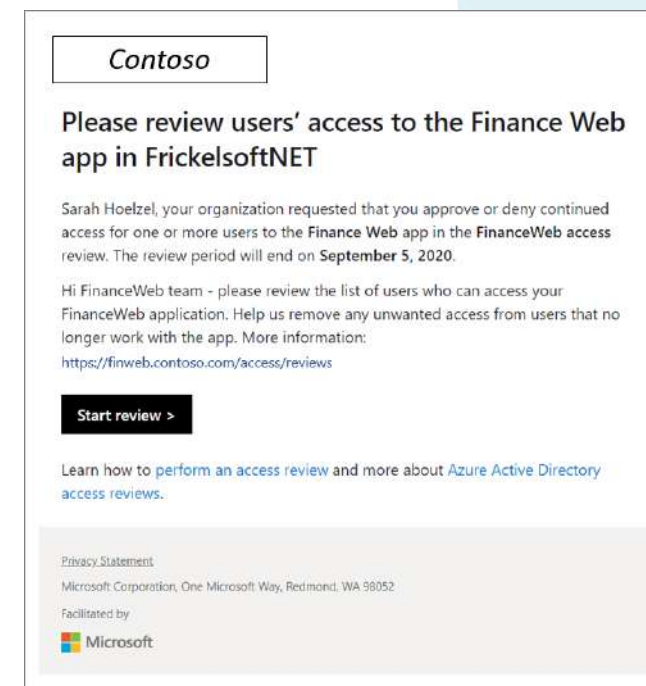 Contoso
Please review users' access to the Finance Web
app in FrickelsoftNET
Sarah Hoelzel, your organization requested that you approve or deny continued
access for one or more users to the Finance Web app in the FinanceWeb access
review. The review period will end on September 5, 2020.
Hi FinanceWeb team - please review the list of users who can access your
FinanceWeb application. Help us remove any unwanted access from users that no
longer work with the app. More information:
https://finweb.contoso.com/access/reviews
Start review >
Learn how to perform an access review and more about Azure Active Directory
access reviews.
Privacy Statement
Microsoft Corporation, One Microsoft Way, Redmond, WA 98052
Facilitated by
Microsoft